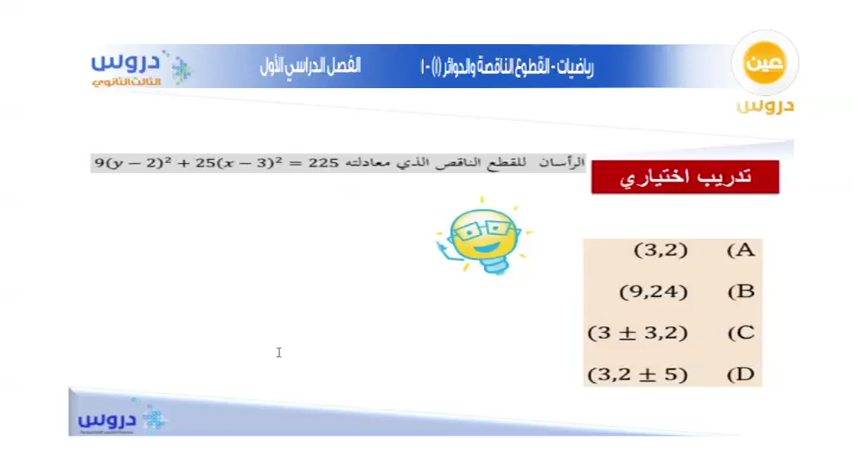 دروس
الثالث الثانوي
الفصل الدراسي الأول
رياضيات - القطوع الناقصة والدوائر (١) - ١
عين
دروس
تدريب اختياري
الرأسان للقطع الناقص الذي معادلته 9(y − 2)² + 25(x − 3)² = 225
(A (3,2)
(B (9,24)
(C (3 ± 3,2)
(D (3,2 ± 5)
دروس